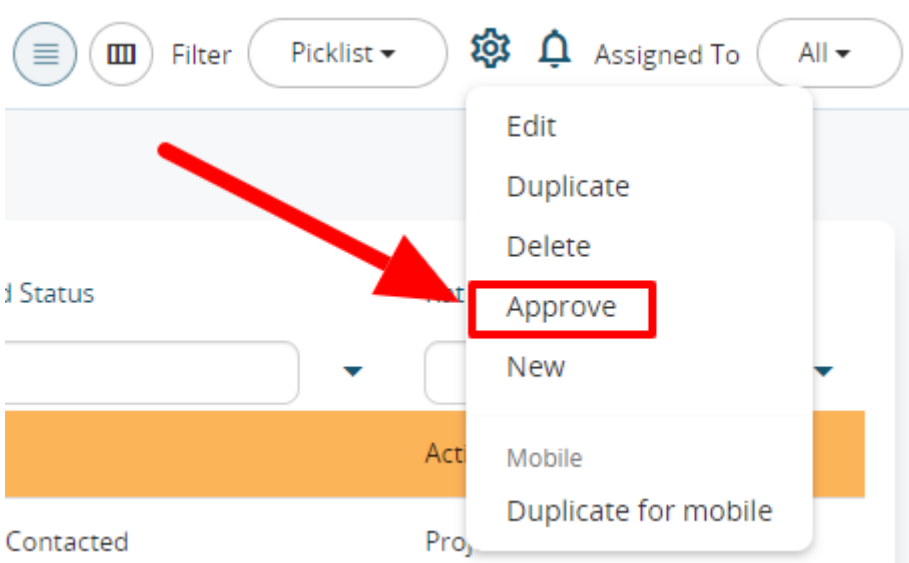 Filter Picklist Assigned To All
Edit
Duplicate
Delete
Status
Approve
New
Mobile
Duplicate for mobile
Contacted